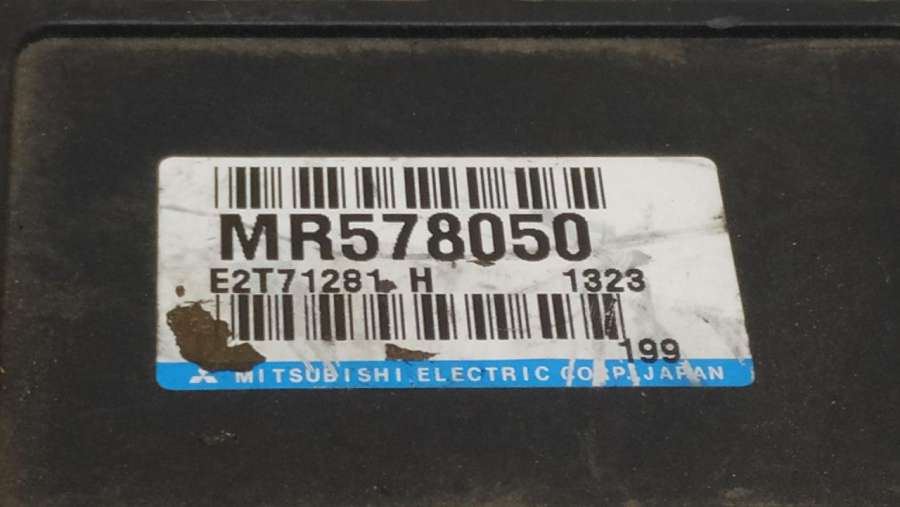 MR578050
E2T71281 H 1323
199
MITSUBISHI ELECTRIC CORP. JAPAN